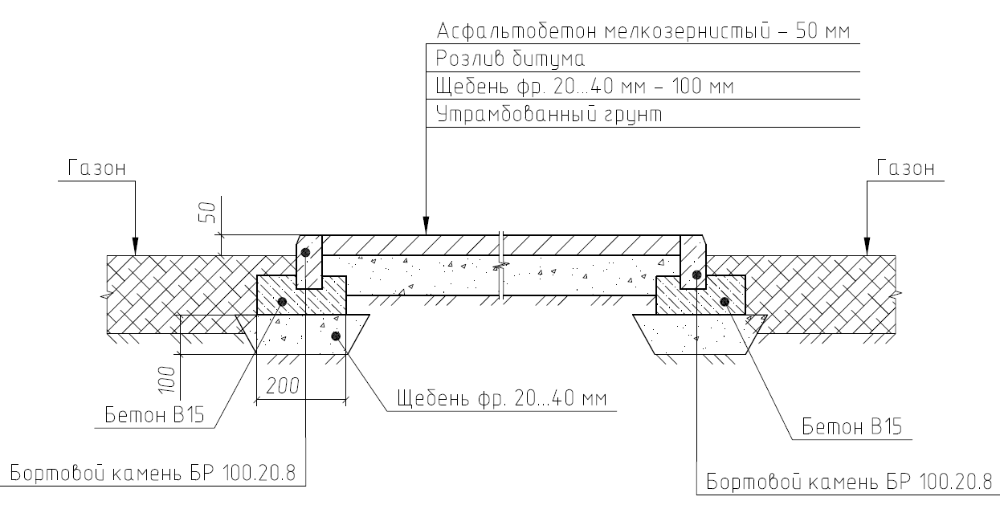 Асфальтобетон мелкозернистый – 50 мм
Розлив битума
Щебень фр. 20...40 мм – 100 мм
Утрамбованный грунт
Газон
Газон
50
100
200
Щебень фр. 20...40 мм
Бетон В15
Бетон В15
Бортовой камень БР 100.20.8
Бортовой камень БР 100.20.8